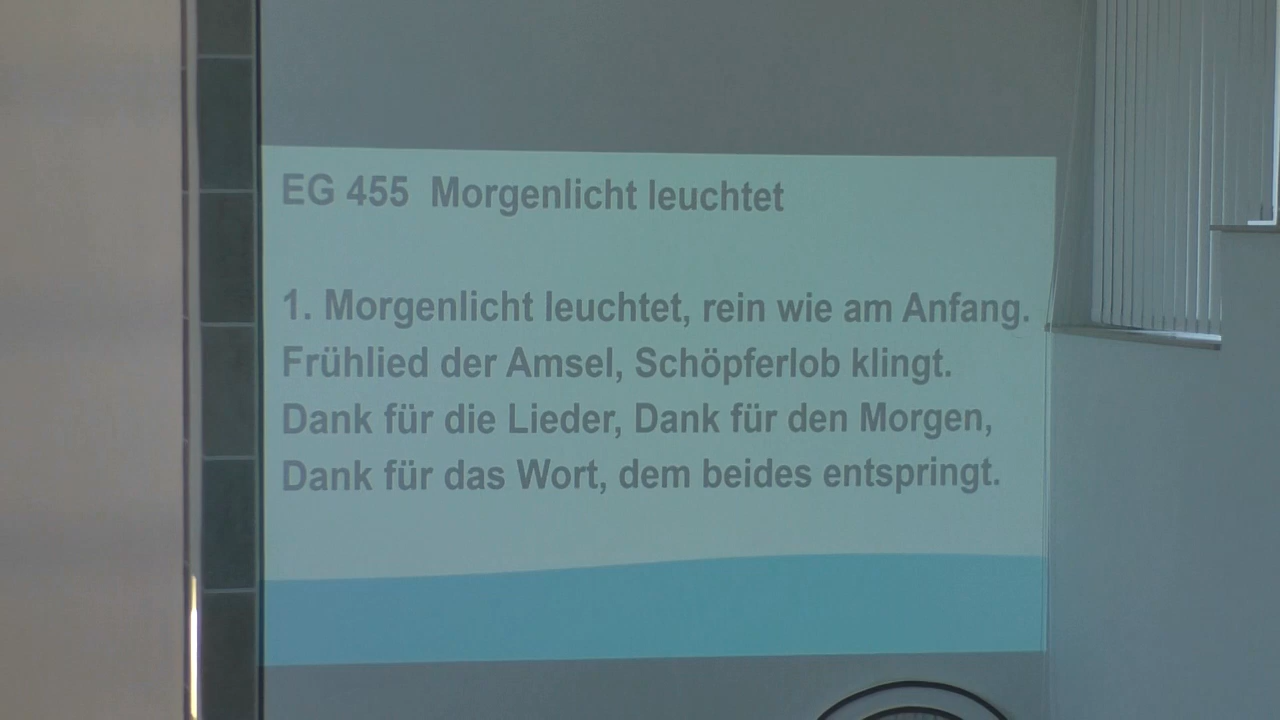 EG 455 Morgenlicht leuchtet
1. Morgenlicht leuchtet, rein wie am Anfang.
Frühlied der Amsel, Schöpferlob klingt.
Dank für die Lieder, Dank für den Morgen,
Dank für das Wort, dem beides entspringt.